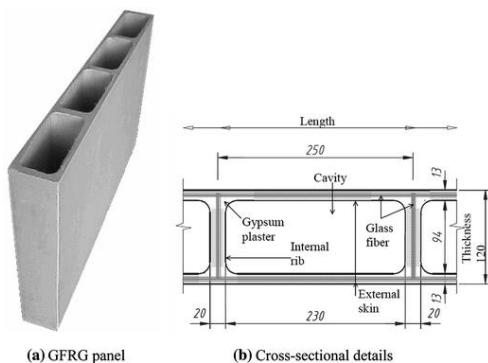 Length
250
13
Cavity
Gypsum
plaster
Glass
fiber
Internal
rib
94
Thickness
120
External
skin
13
20
230
20
(a) GFRG panel
(b) Cross-sectional details